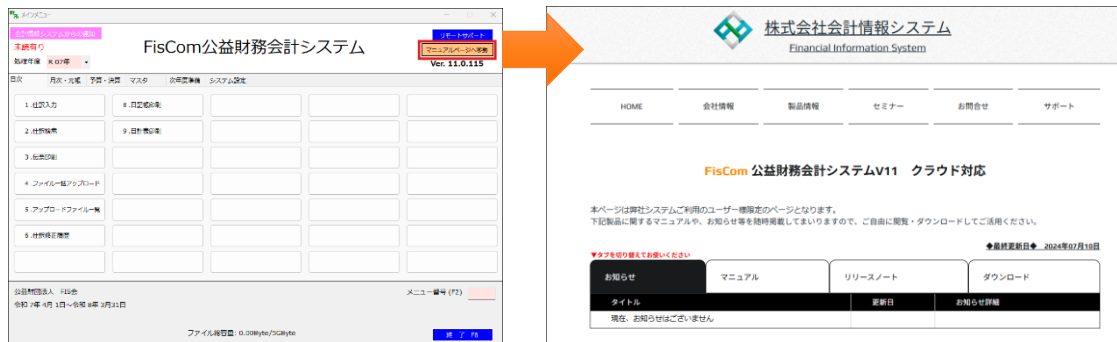 メインメニュー
会計情報システムからの通知
未読有り
処理年度 R.07年
FisCom公益財務会計システム
リモートサポート
マニュアルページへ移動
Ver. 11.0.115
日次 月次・元帳 予算・決算 マスタ 次年度準備 システム設定
1.仕訳入力 8.日記帳印刷
2.仕訳検索 9.日計表印刷
3.伝票印刷
4.ファイル一括アップロード
5.アップロードファイル一覧
6.仕訳修正履歴
公益財団法人 FIS会
令和 7年 4月 1日～令和 8年 3月31日
メニュー番号 (F2)
ファイル総容量: 0.00Byte/5GByte
終 了 F8
株式会社会計情報システム
Financial Information System
HOME 会社情報 製品情報 セミナー お問合せ サポート
FisCom 公益財務会計システムV11 クラウド対応
本ページは弊社システムご利用のユーザー様限定のページとなります。
下記製品に関するマニュアルや、お知らせ等を随時掲載してまいりますので、ご自由に閲覧・ダウンロードしてご活用ください。
◆最終更新日◆ 2024年07月10日
▼タブを切り替えてお使いください
お知らせ マニュアル リリースノート ダウンロード
タイトル 更新日 お知らせ詳細
現在、お知らせはございません